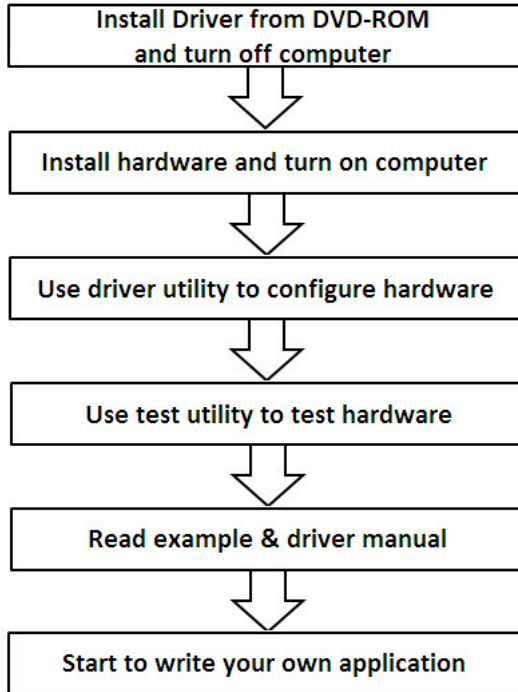 Install Driver from DVD-ROM
and turn off computer
Install hardware and turn on computer
Use driver utility to configure hardware
Use test utility to test hardware
Read example & driver manual
Start to write your own application